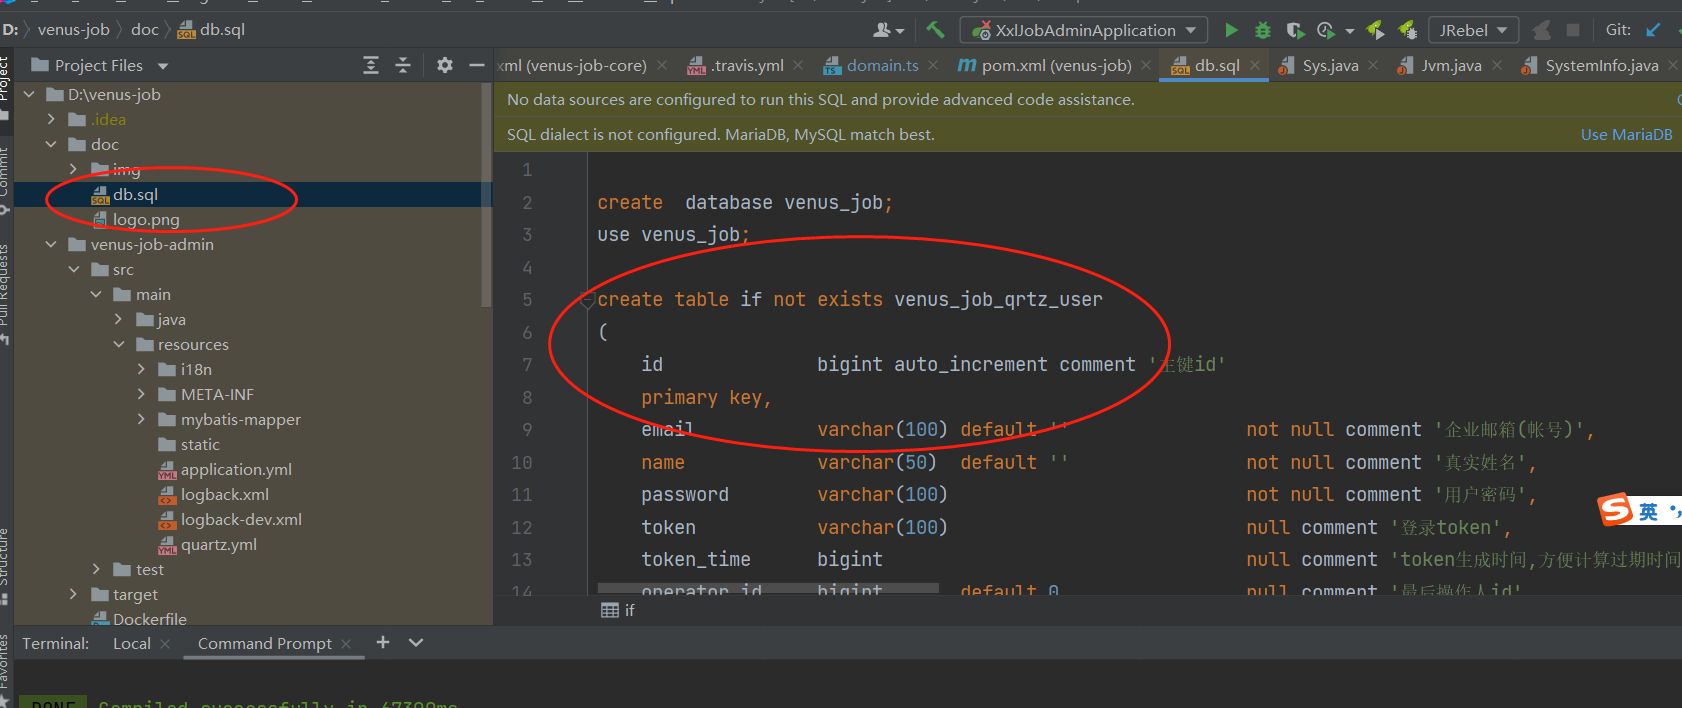 D: venus-job doc db.sql XxlJobAdminApplication JRebel Git:
Project Files
xml (venus-job-core) .travis.yml domain.ts pom.xml (venus-job) db.sql Sys.java Jvm.java SystemInfo.java
Project
Commit
Pull Requests
Structure
Favorites
D:\venus-job
.idea
doc
img
db.sql
logo.png
venus-job-admin
src
main
java
resources
i18n
META-INF
mybatis-mapper
static
application.yml
logback.xml
logback-dev.xml
quartz.yml
test
target
Dockerfile
No data sources are configured to run this SQL and provide advanced code assistance.
SQL dialect is not configured. MariaDB, MySQL match best. Use MariaDB
1
2 create  database venus_job;
3 use venus_job;
4
5 create table if not exists venus_job_qrtz_user
6 (
7 id bigint auto_increment comment '主键id'
8 primary key,
9 email varchar(100) default '' not null comment '企业邮箱(帐号)',
10 name varchar(50) default '' not null comment '真实姓名',
11 password varchar(100) not null comment '用户密码',
12 token varchar(100) null comment '登录token',
13 token_time bigint null comment 'token生成时间,方便计算过期时间
14 operator_id bigint default 0 null comment '最后操作人id'
if
英
Terminal: Local Command Prompt
DONE Compiled successfully in 47399ms